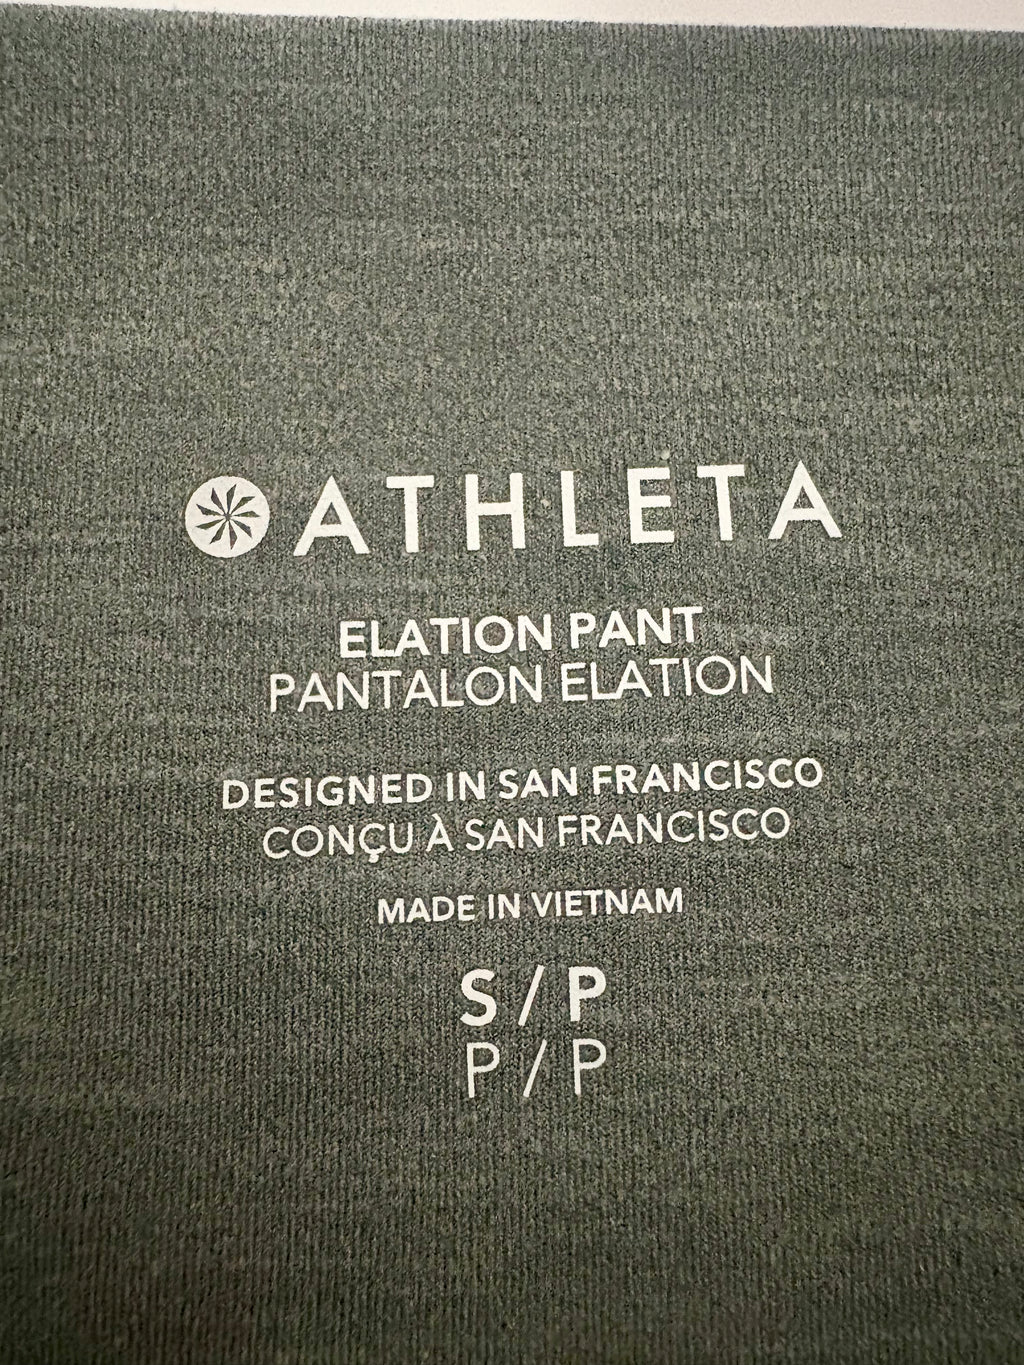 ATHLETA
ELATION PANT
PANTALON ELATION
DESIGNED IN SAN FRANCISCO
CONÇU À SAN FRANCISCO
MADE IN VIETNAM
S / P
P / P